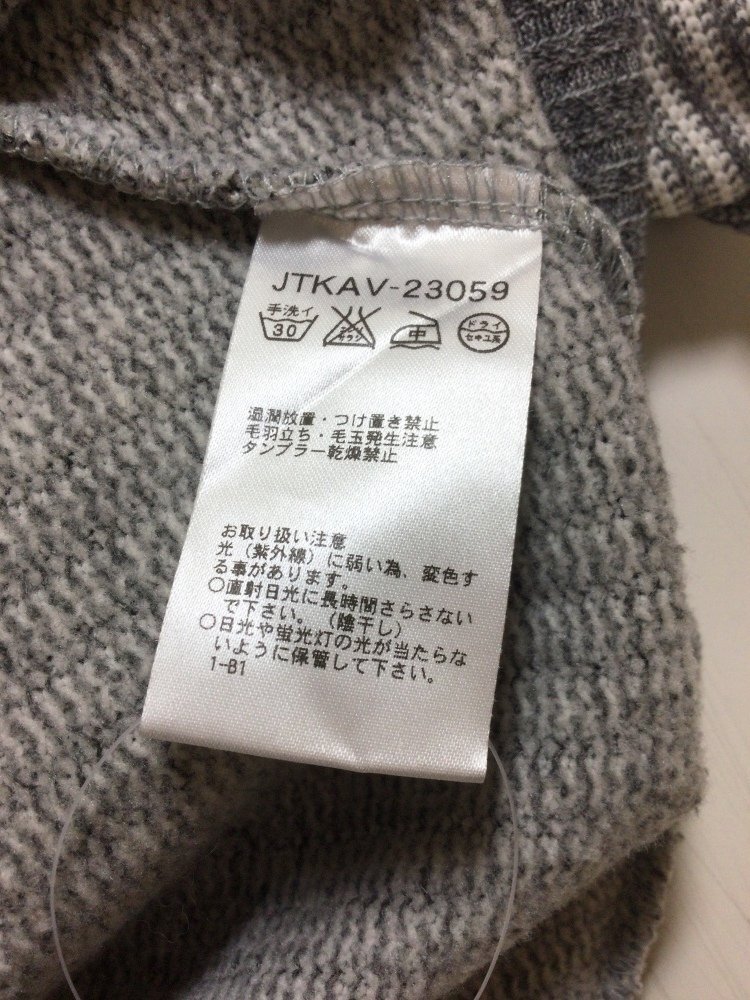 JTKAV-23059
手洗イ
30
エンソ
サラシ
中
ドライ
セキユ系
湿潤放置・つけ置き禁止
毛羽立ち・毛玉発生注意
タンブラー乾燥禁止
お取り扱い注意
光(紫外線)に弱い為、変色す
る事があります。
○直射日光に長時間さらさない
で下さい。(陰干し)
○日光や蛍光灯の光が当たらな
いように保管して下さい。
1-B1